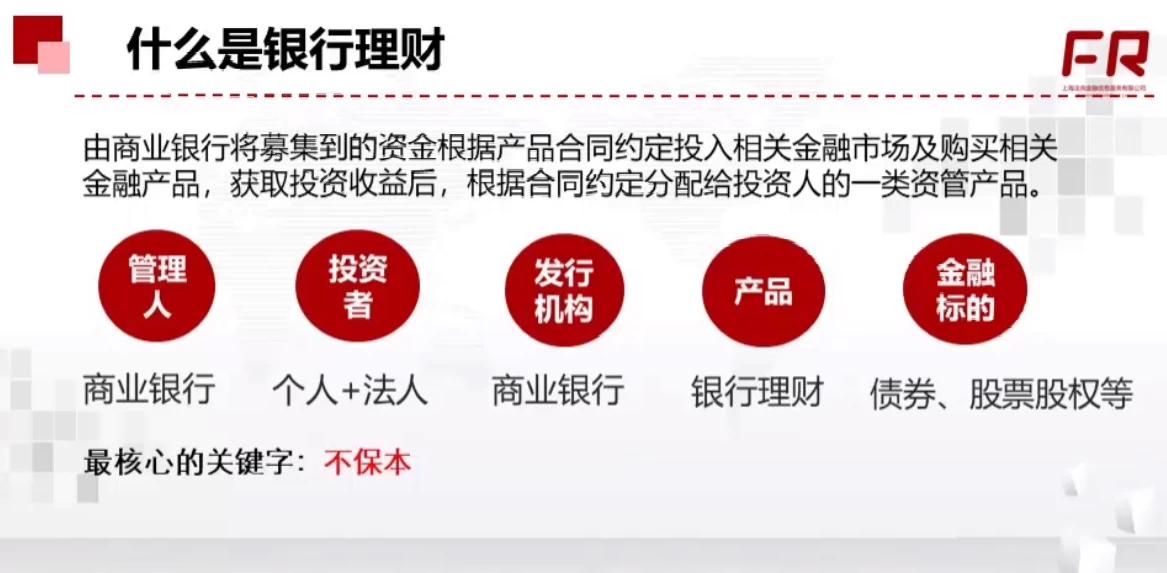 什么是银行理财
FR
由商业银行将募集到的资金根据产品合同约定投入相关金融市场及购买相关
金融产品，获取投资收益后，根据合同约定分配给投资人的一类资管产品。
管理
人
投资
者
发行
机构
产品
金融
标的
商业银行
个人+法人
商业银行
银行理财
债券、股票股权等
最核心的关键字：不保本